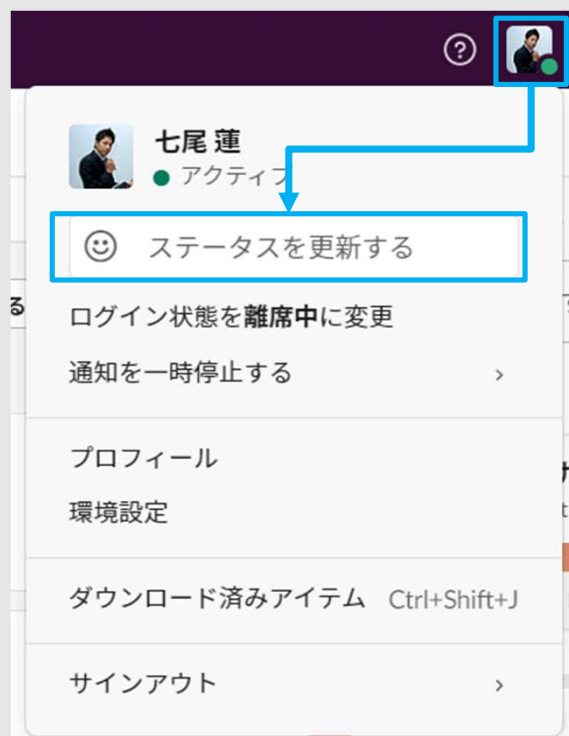 ?
七尾 蓮
アクティブ
ステータスを更新する
る
ログイン状態を離席中に変更
通知を一時停止する
プロフィール
環境設定
t
ダウンロード済みアイテム Ctrl+Shift+J
サインアウト